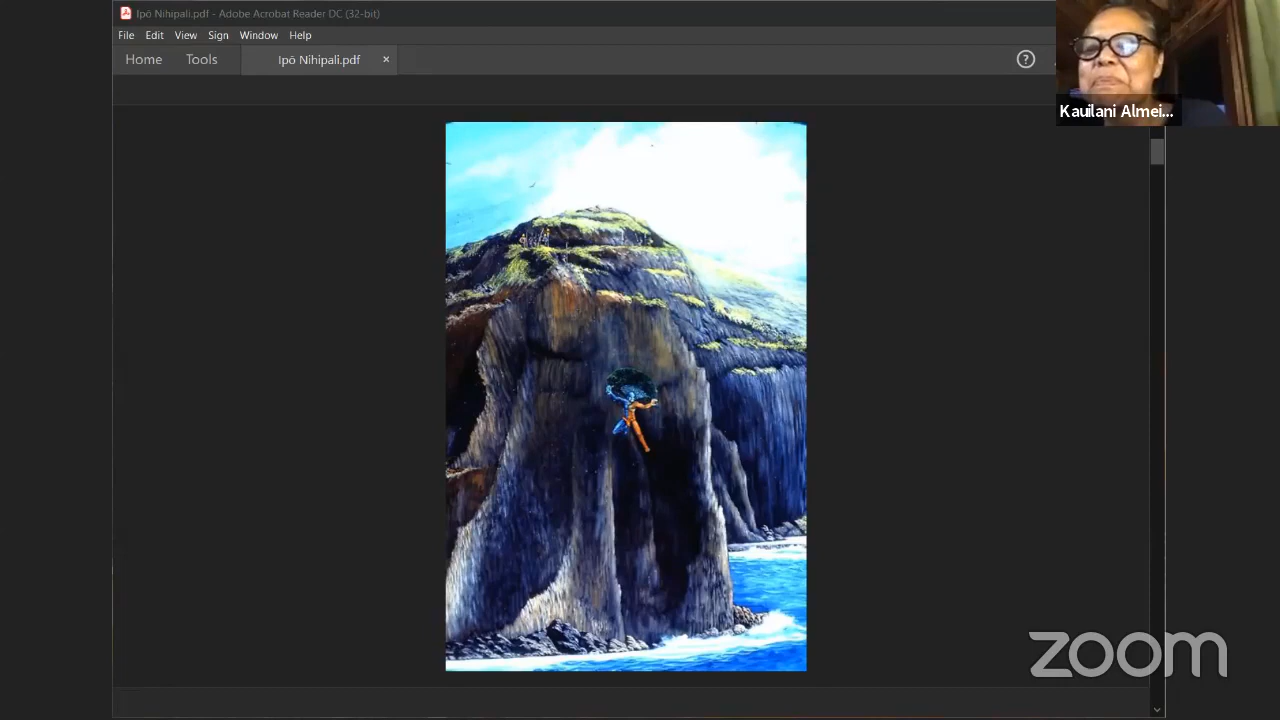 Ipō Nihipali.pdf - Adobe Acrobat Reader DC (32-bit)
File Edit View Sign Window Help
Home Tools Ipō Nihipali.pdf ×
?
Kauilani Almei...
zoom